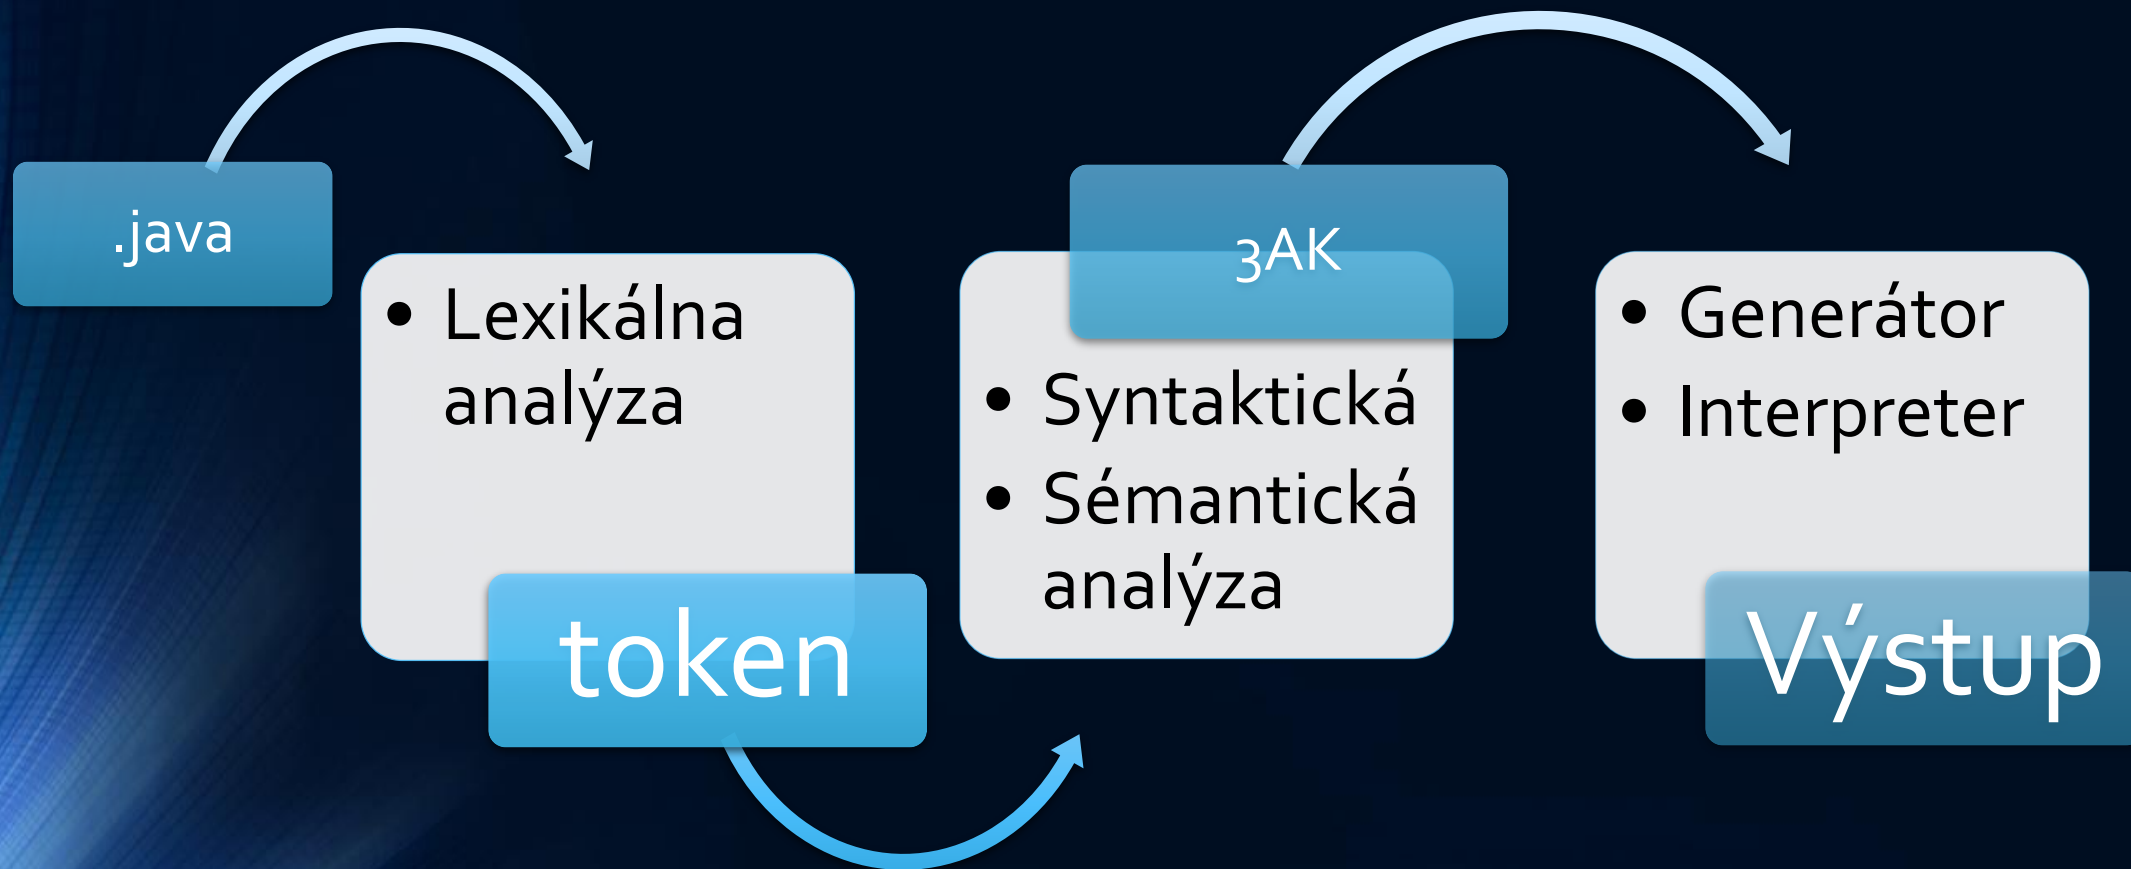 .java
• Lexikálna
analýza
token
3AK
• Syntaktická
• Sémantická
analýza
• Generátor
• Interpreter
Výstup